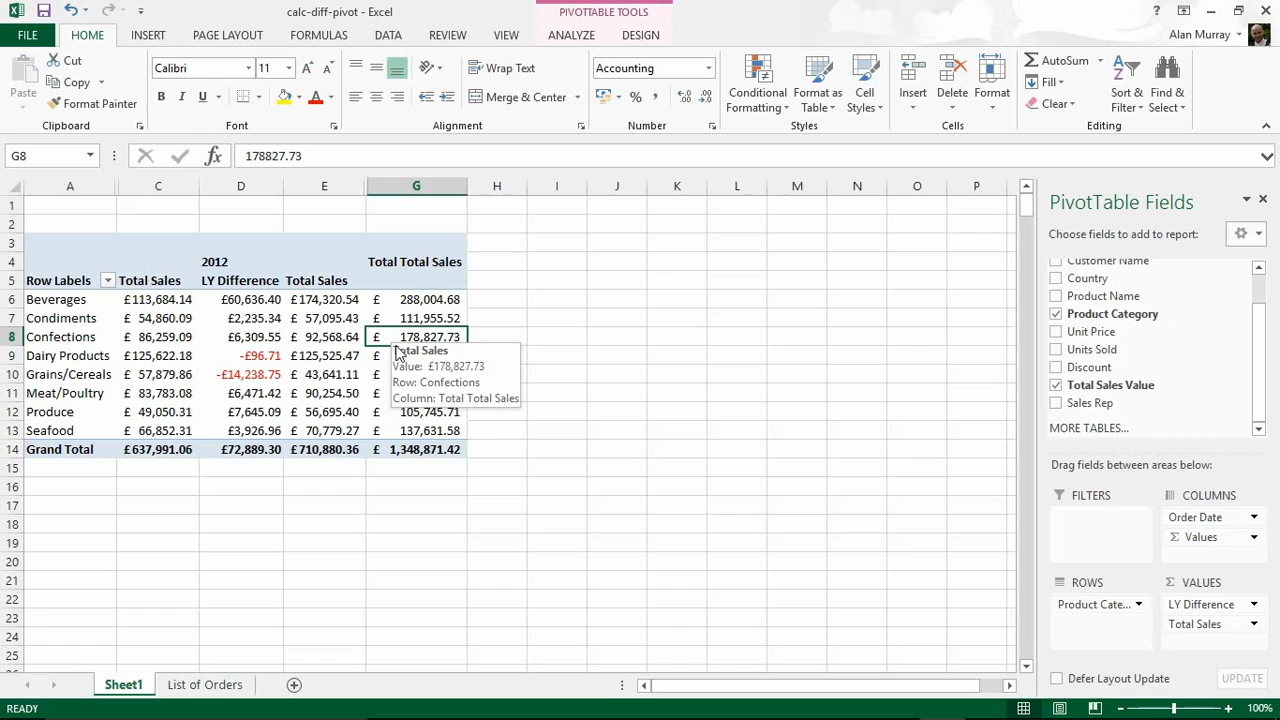 calc-diff-pivot - Excel
PIVOTTABLE TOOLS
?
FILE HOME INSERT PAGE LAYOUT FORMULAS DATA REVIEW VIEW ANALYZE DESIGN Alan Murray
Paste
Cut
Copy
Format Painter
Clipboard
Calibri 11 A A
B I U A
Font
Wrap Text
Merge & Center
Alignment
Accounting
% ,
Number
Conditional Formatting
Format as Table
Cell Styles
Styles
Insert Delete Format
Cells
AutoSum
Fill
Clear
Sort & Filter
Find & Select
Editing
G8 fx 178827.73
A C D E G H I J K L M N O P
1
2
3
4 2012 Total Total Sales
5 Row Labels Total Sales LY Difference Total Sales
6 Beverages £113,684.14 £60,636.40 £174,320.54 £ 288,004.68
7 Condiments £ 54,860.09 £2,235.34 £ 57,095.43 £ 111,955.52
8 Confections £ 86,259.09 £6,309.55 £ 92,568.64 £ 178,827.73
9 Dairy Products £125,622.18 -£96.71 £125,525.47 £
10 Grains/Cereals £ 57,879.86 -£14,238.75 £ 43,641.11 £
11 Meat/Poultry £ 83,783.08 £6,471.42 £ 90,254.50 £
12 Produce £ 49,050.31 £7,645.09 £ 56,695.40 £ 105,745.71
13 Seafood £ 66,852.31 £3,926.96 £ 70,779.27 £ 137,631.58
14 Grand Total £637,991.06 £72,889.30 £710,880.36 £ 1,348,871.42
15
16
17
18
19
20
21
22
23
24
25
Sales
Value: £178,827.73
Row: Confections
Column: Total Total Sales
PivotTable Fields
Choose fields to add to report:
Customer Name
Country
Product Name
Product Category
Unit Price
Units Sold
Discount
Total Sales Value
Sales Rep
MORE TABLES...
Drag fields between areas below:
FILTERS
COLUMNS
Order Date
Σ Values
ROWS
Product Cate...
Σ VALUES
LY Difference
Total Sales
Defer Layout Update UPDATE
Sheet1 List of Orders
READY 100%